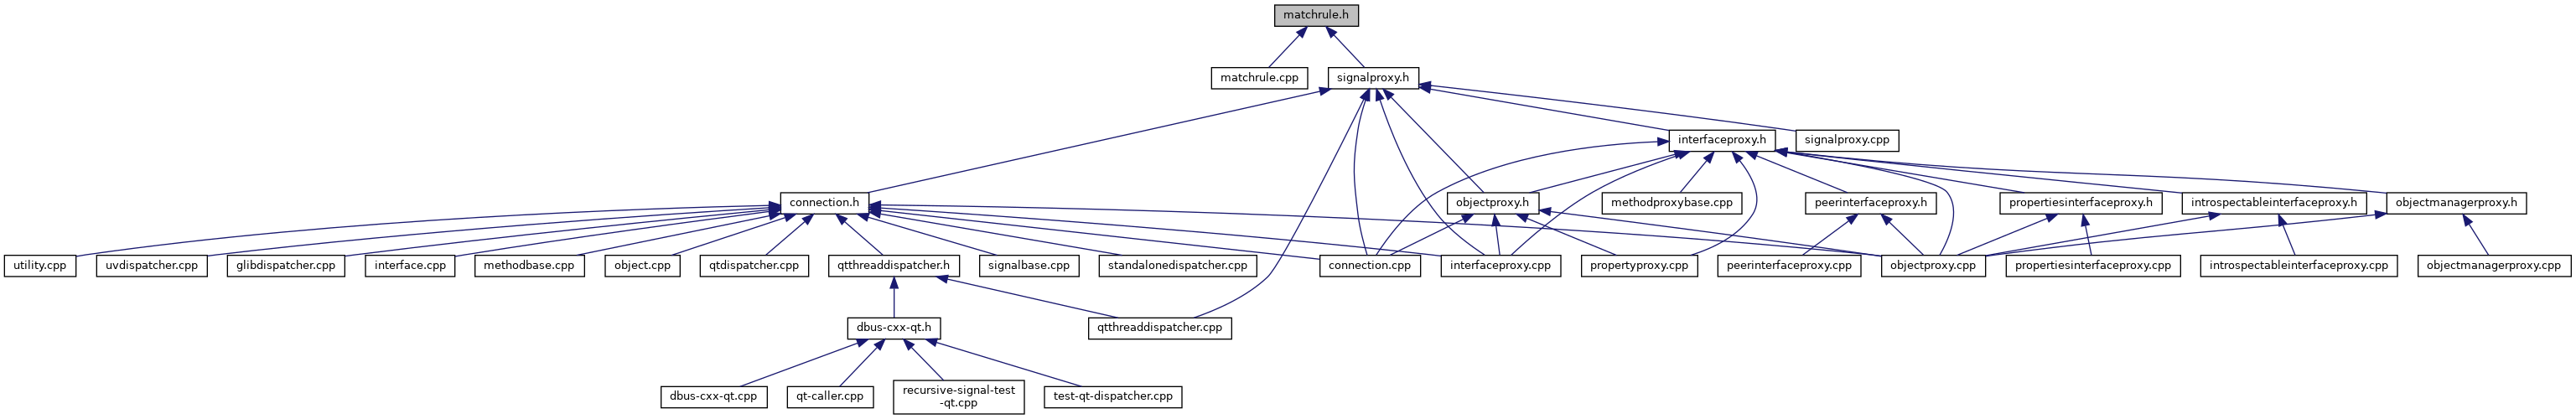 matchrule.h
matchrule.cpp
signalproxy.h
interfaceproxy.h
signalproxy.cpp
connection.h
objectproxy.h
methodproxybase.cpp
peerinterfaceproxy.h
propertiesinterfaceproxy.h
introspectableinterfaceproxy.h
objectmanagerproxy.h
utility.cpp
uvdispatcher.cpp
glibdispatcher.cpp
interface.cpp
methodbase.cpp
object.cpp
qtdispatcher.cpp
qtthreaddispatcher.h
signalbase.cpp
standalonedispatcher.cpp
connection.cpp
interfaceproxy.cpp
propertyproxy.cpp
peerinterfaceproxy.cpp
objectproxy.cpp
propertiesinterfaceproxy.cpp
introspectableinterfaceproxy.cpp
objectmanagerproxy.cpp
dbus-cxx-qt.h
qtthreaddispatcher.cpp
dbus-cxx-qt.cpp
qt-caller.cpp
recursive-signal-test
-qt.cpp
test-qt-dispatcher.cpp